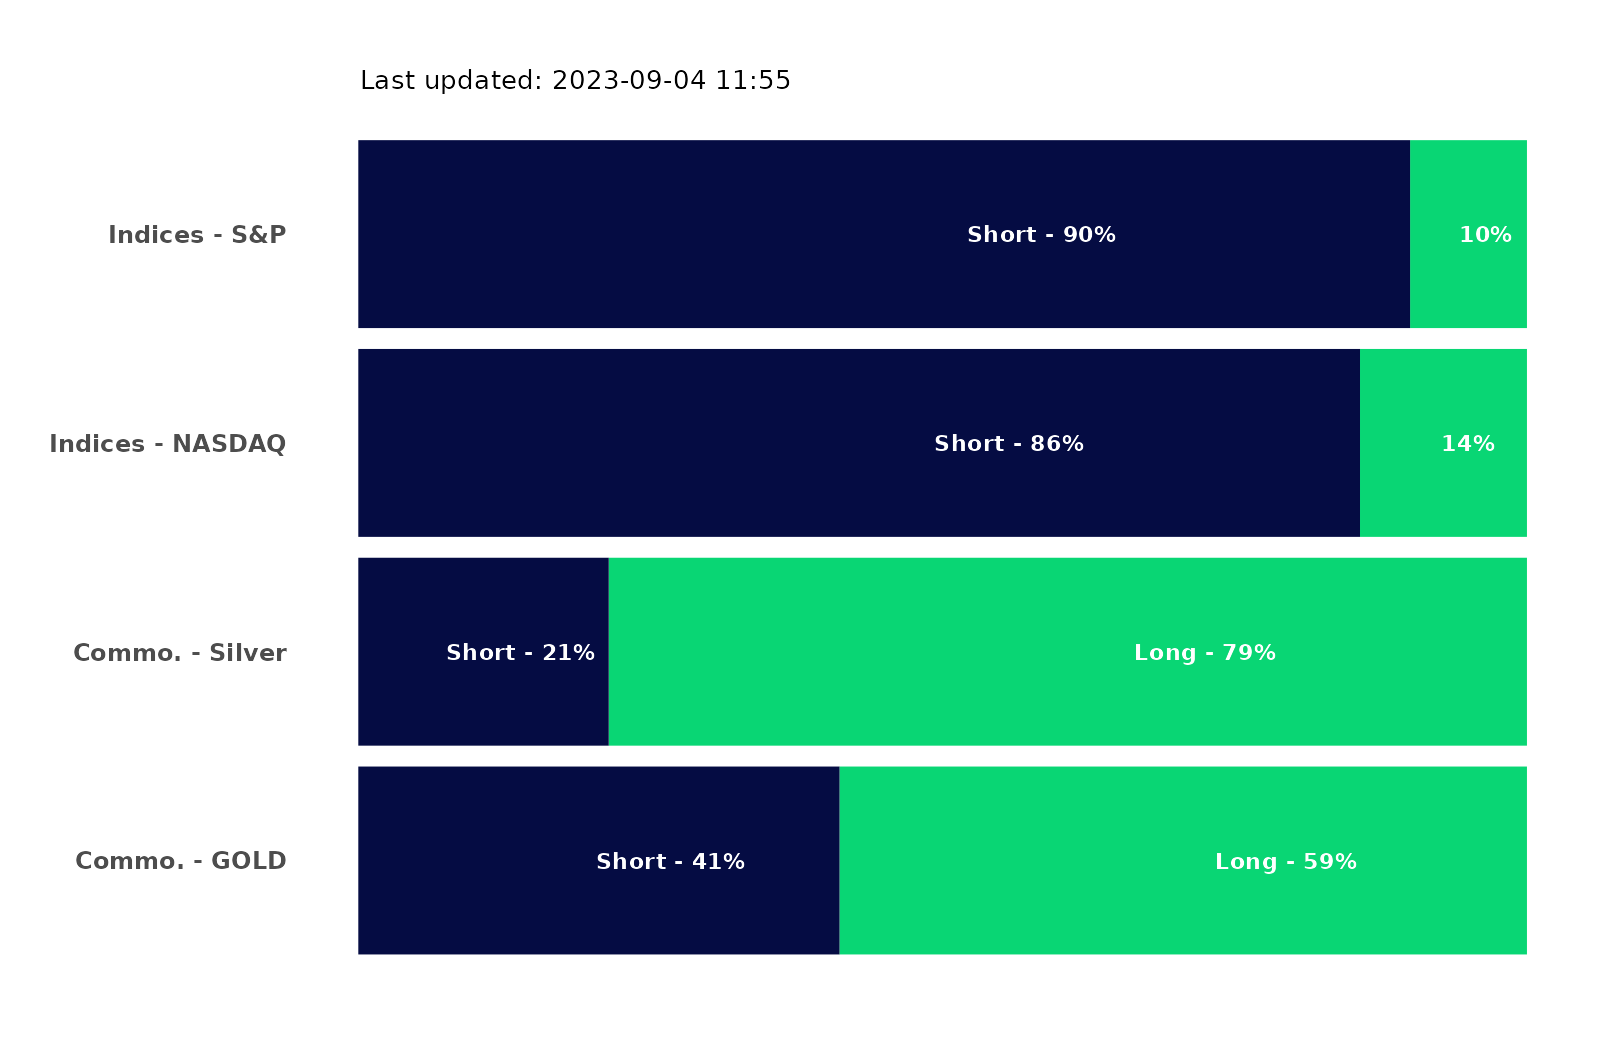 Last updated: 2023-09-04 11:55
Indices - S&P
Short - 90%
10%
Indices - NASDAQ
Short - 86%
14%
Commo. - Silver
Short - 21%
Long - 79%
Commo. - GOLD
Short - 41%
Long - 59%